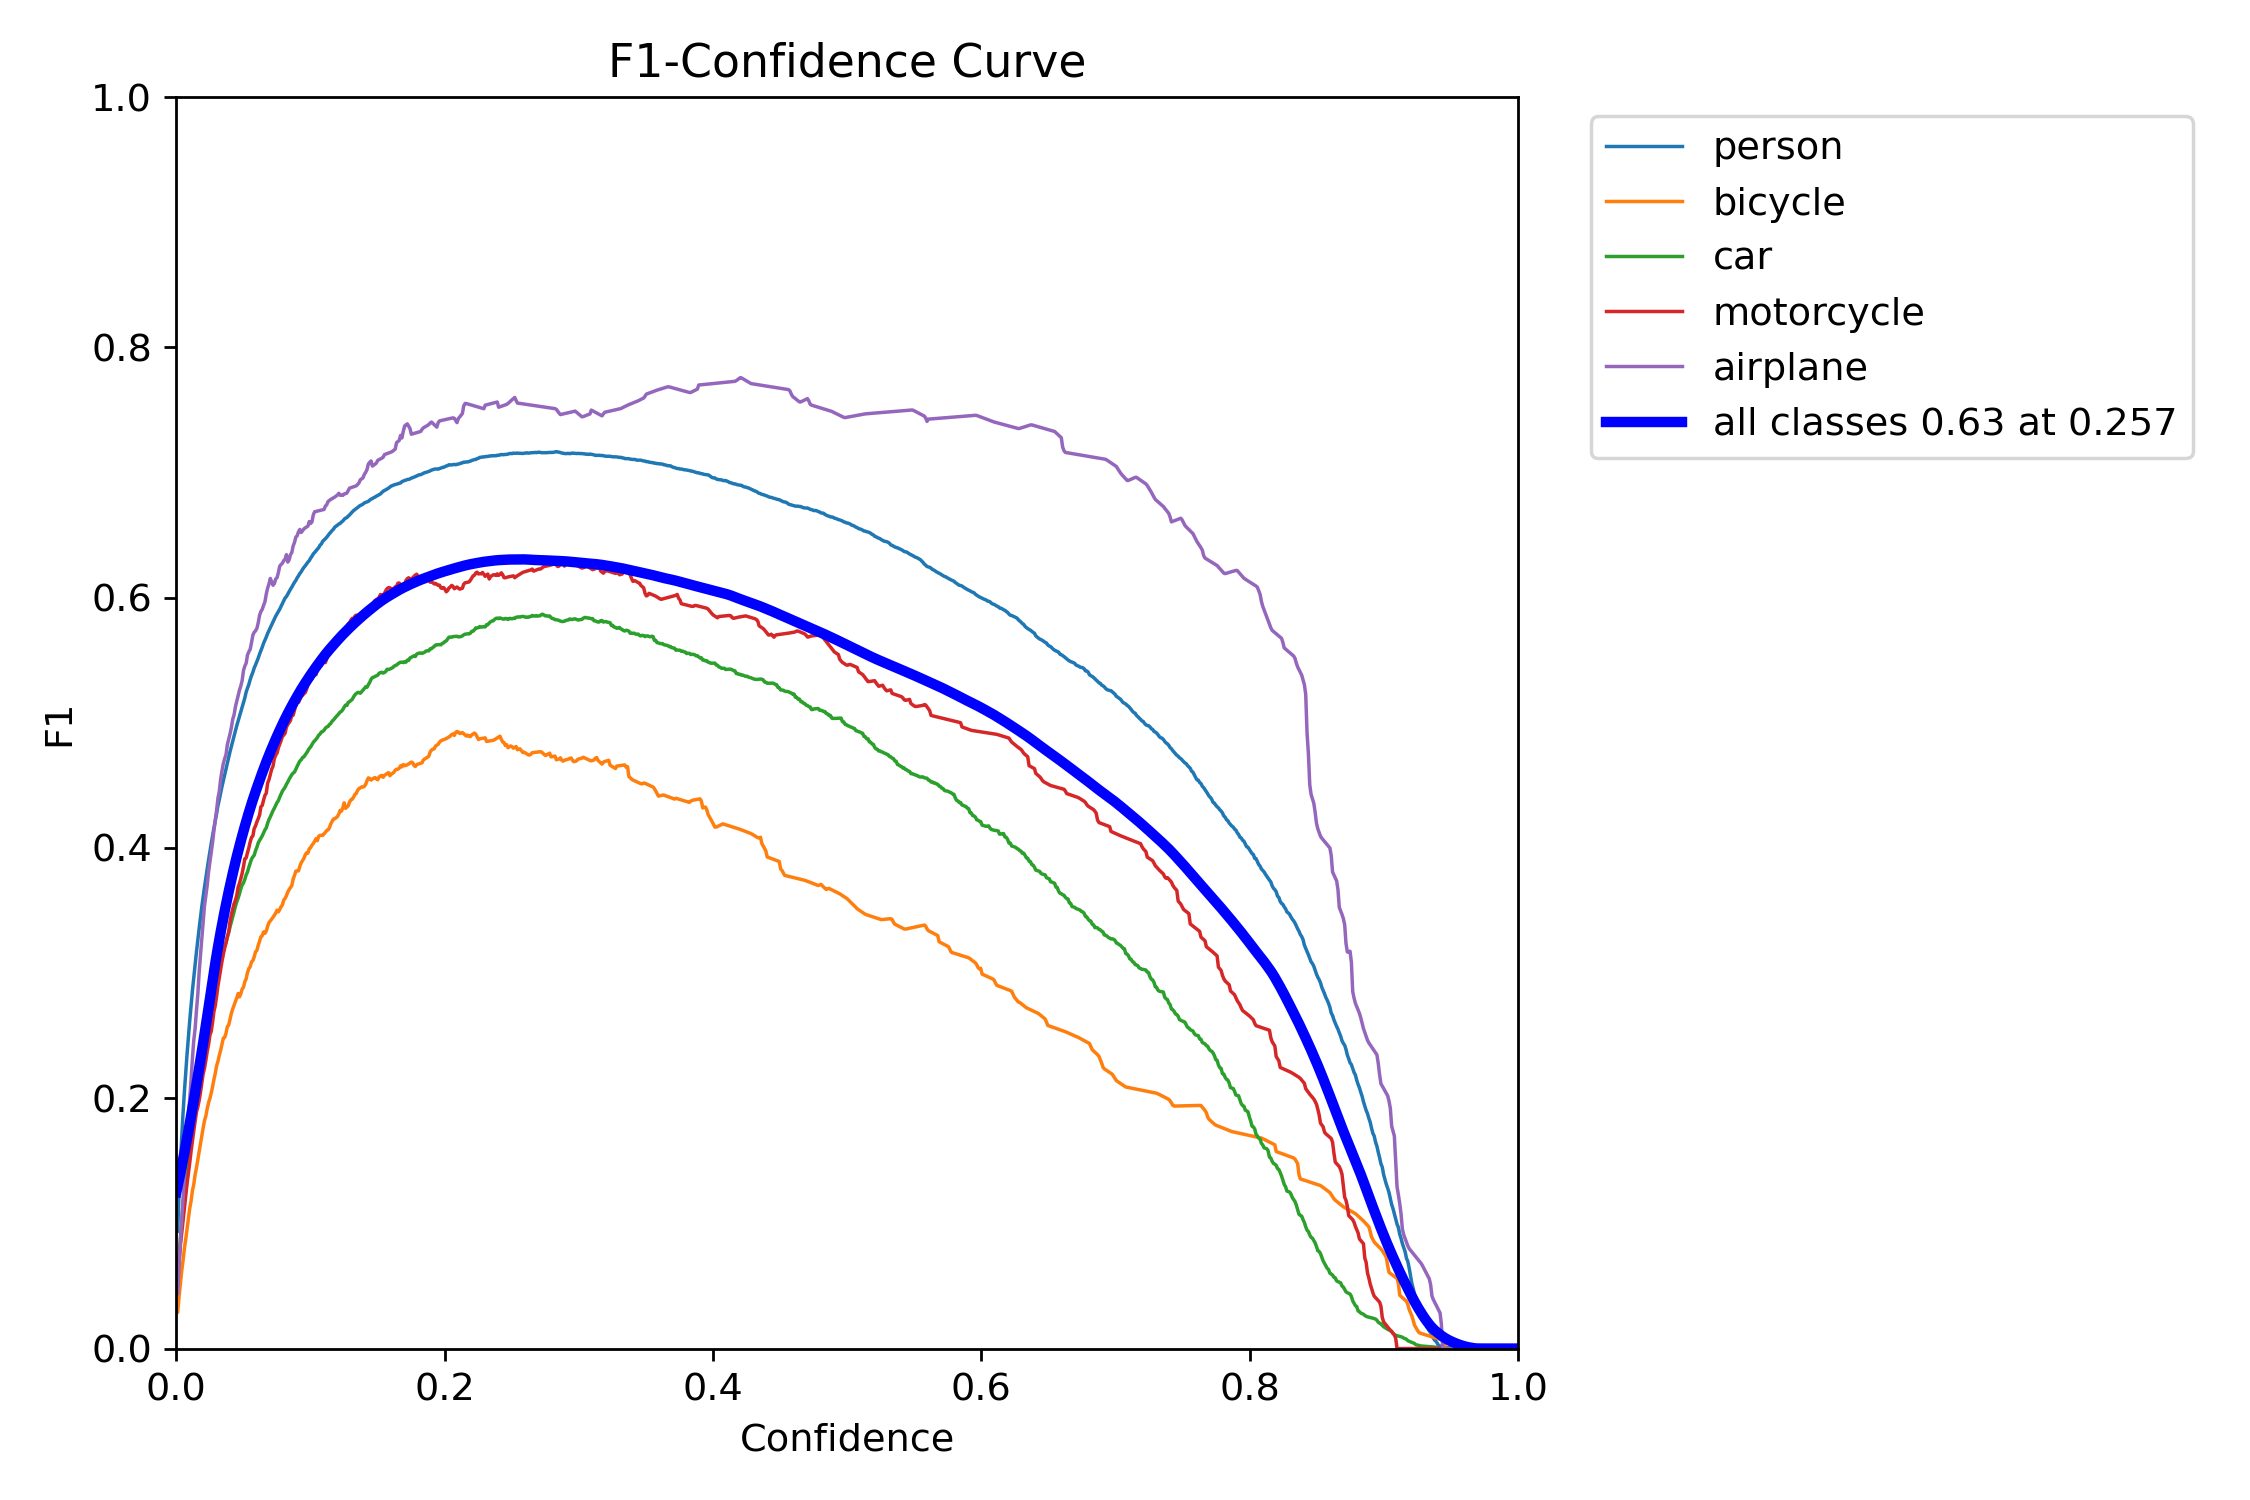 F1-Confidence Curve
1.0
0.8
0.6
0.4
0.2
0.0
F1
0.0 0.2 0.4 0.6 0.8 1.0
Confidence
person
bicycle
car
motorcycle
airplane
all classes 0.63 at 0.257